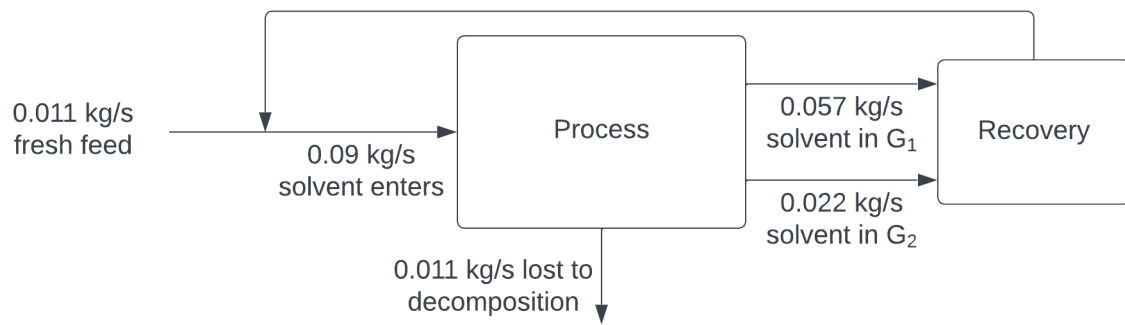 0.011 kg/s
fresh feed
0.09 kg/s
solvent enters
Process
0.011 kg/s lost to
decomposition
0.057 kg/s
solvent in G₁
0.022 kg/s
solvent in G₂
Recovery